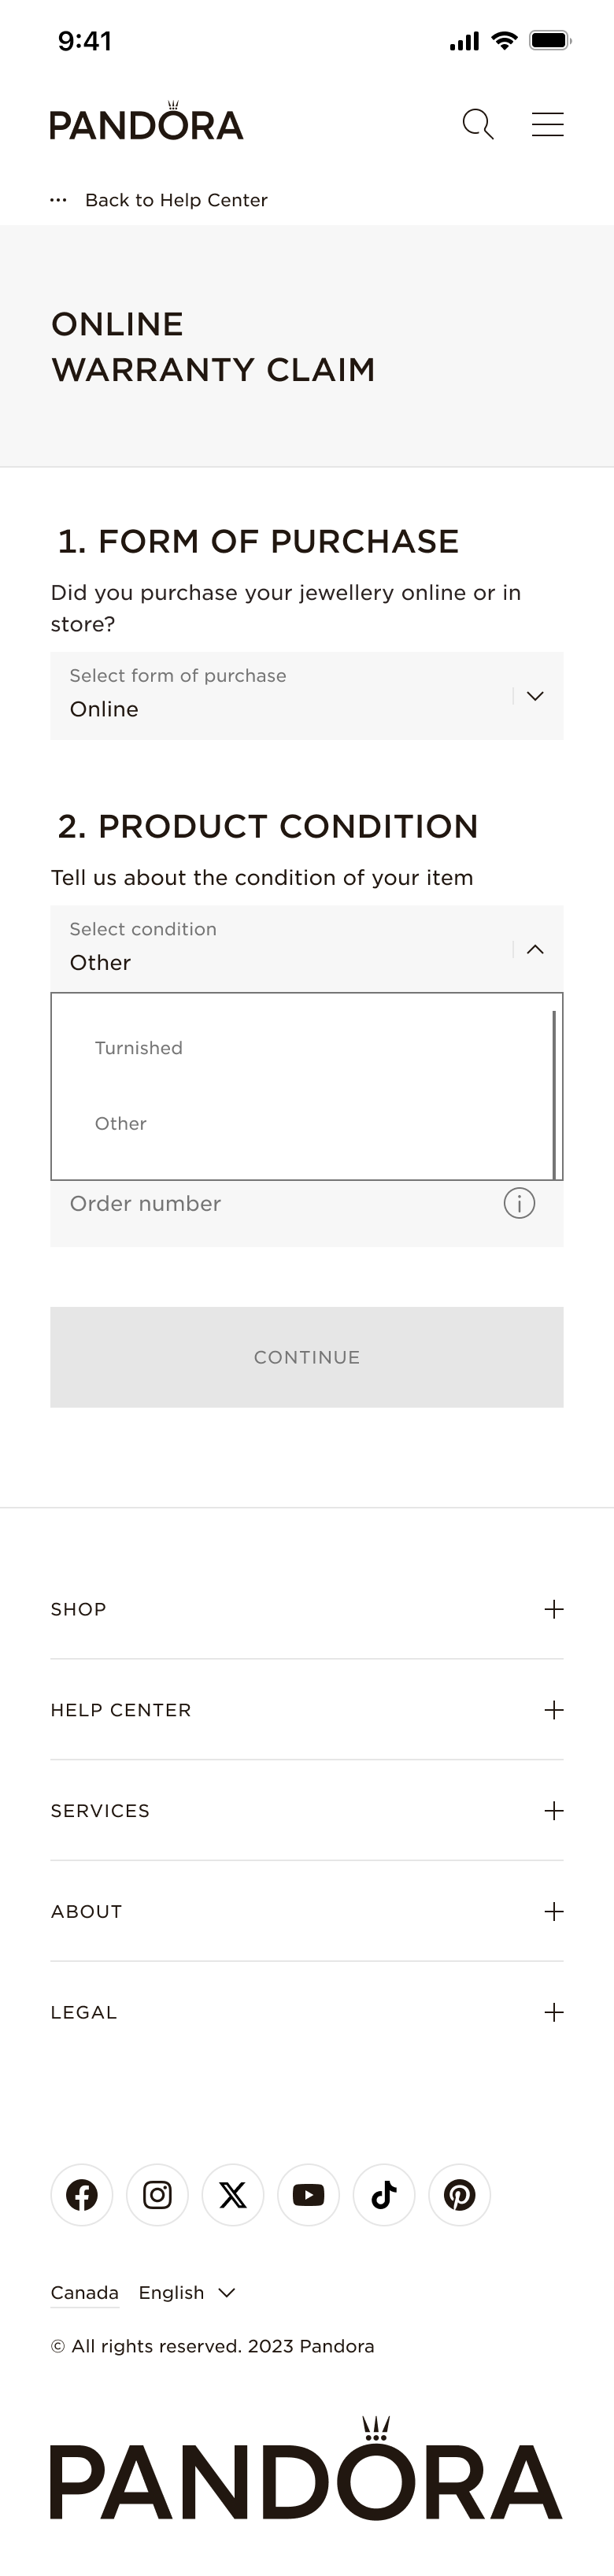 9:41
PANDORA
Back to Help Center
ONLINE
WARRANTY CLAIM
1. FORM OF PURCHASE
Did you purchase your jewellery online or in
store?
Select form of purchase
Online
2. PRODUCT CONDITION
Tell us about the condition of your item
Select condition
Other
Turnished
Other
Order number
CONTINUE
SHOP
HELP CENTER
SERVICES
ABOUT
LEGAL
Canada English
© All rights reserved. 2023 Pandora
PANDORA